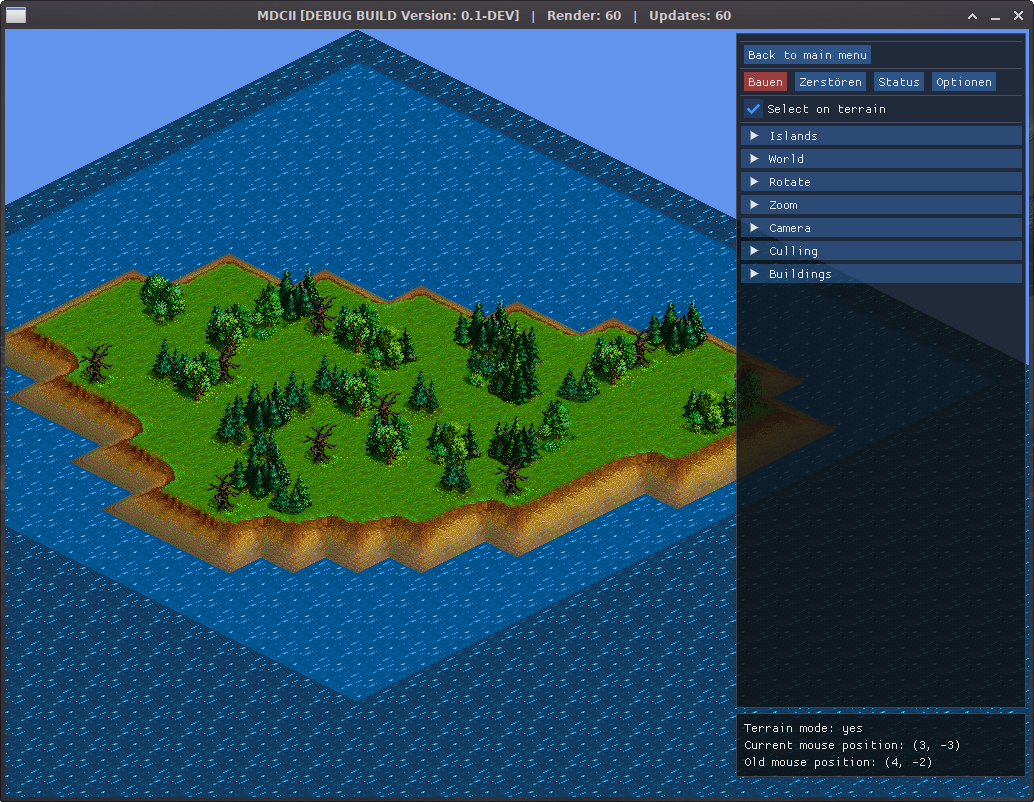 MDCII [DEBUG BUILD Version: 0.1-DEV] | Render: 60 | Updates: 60
Back to main menu
Bauen Zerstören Status Optionen
Select on terrain
Islands
World
Rotate
Zoom
Camera
Culling
Buildings
Terrain mode: yes
Current mouse position: (3, -3)
Old mouse position: (4, -2)